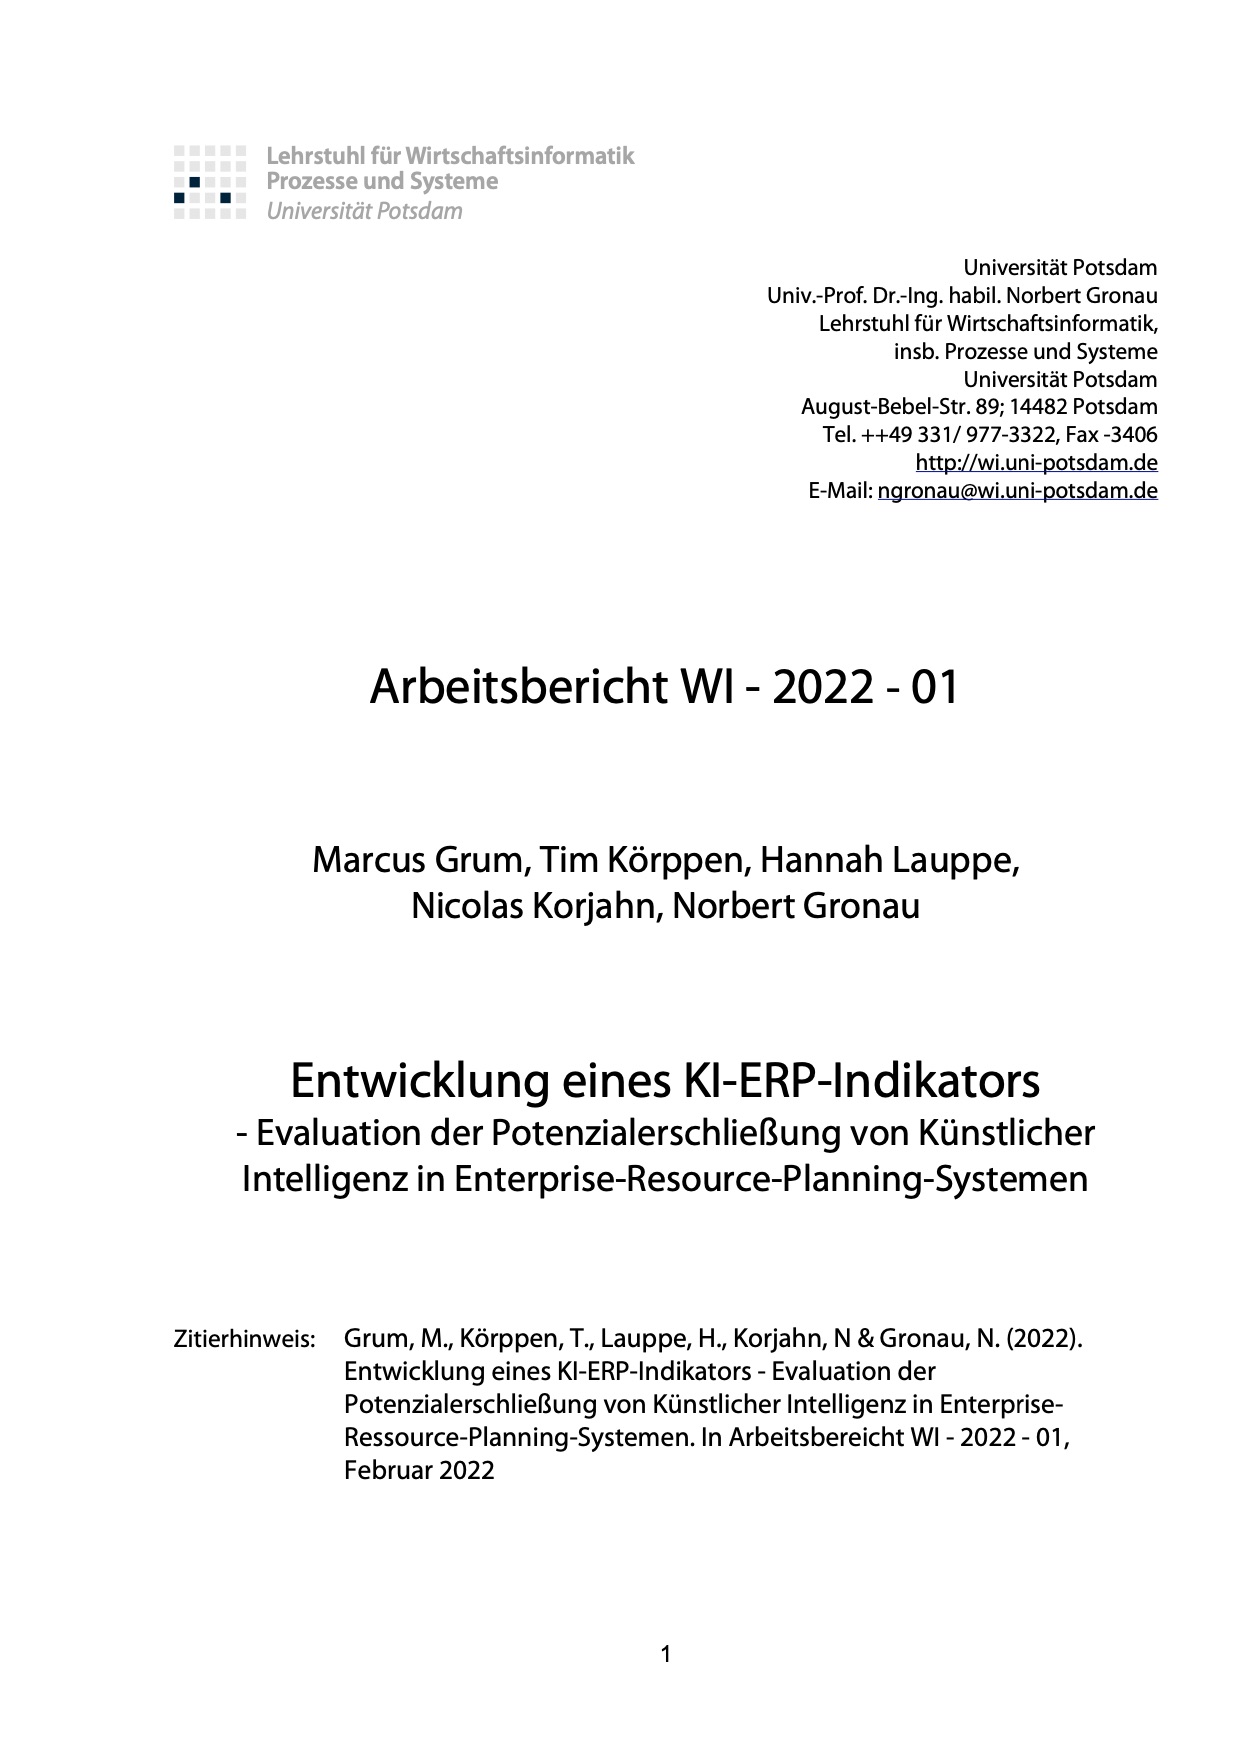 Lehrstuhl für Wirtschaftsinformatik
Prozesse und Systeme
Universität Potsdam
Universität Potsdam
Univ.-Prof. Dr.-Ing. habil. Norbert Gronau
Lehrstuhl für Wirtschaftsinformatik,
insb. Prozesse und Systeme
Universität Potsdam
August-Bebel-Str. 89; 14482 Potsdam
Tel. ++49 331/ 977-3322, Fax -3406
http://wi.uni-potsdam.de
E-Mail: ngronau@wi.uni-potsdam.de
Arbeitsbericht WI - 2022 - 01
Marcus Grum, Tim Körppen, Hannah Lauppe,
Nicolas Korjahn, Norbert Gronau
Entwicklung eines KI-ERP-Indikators
- Evaluation der Potenzialerschließung von Künstlicher
Intelligenz in Enterprise-Resource-Planning-Systemen
Zitierhinweis: Grum, M., Körppen, T., Lauppe, H., Korjahn, N & Gronau, N. (2022).
Entwicklung eines KI-ERP-Indikators - Evaluation der
Potenzialerschließung von Künstlicher Intelligenz in Enterprise-
Ressource-Planning-Systemen. In Arbeitsbereicht WI - 2022 - 01,
Februar 2022
1